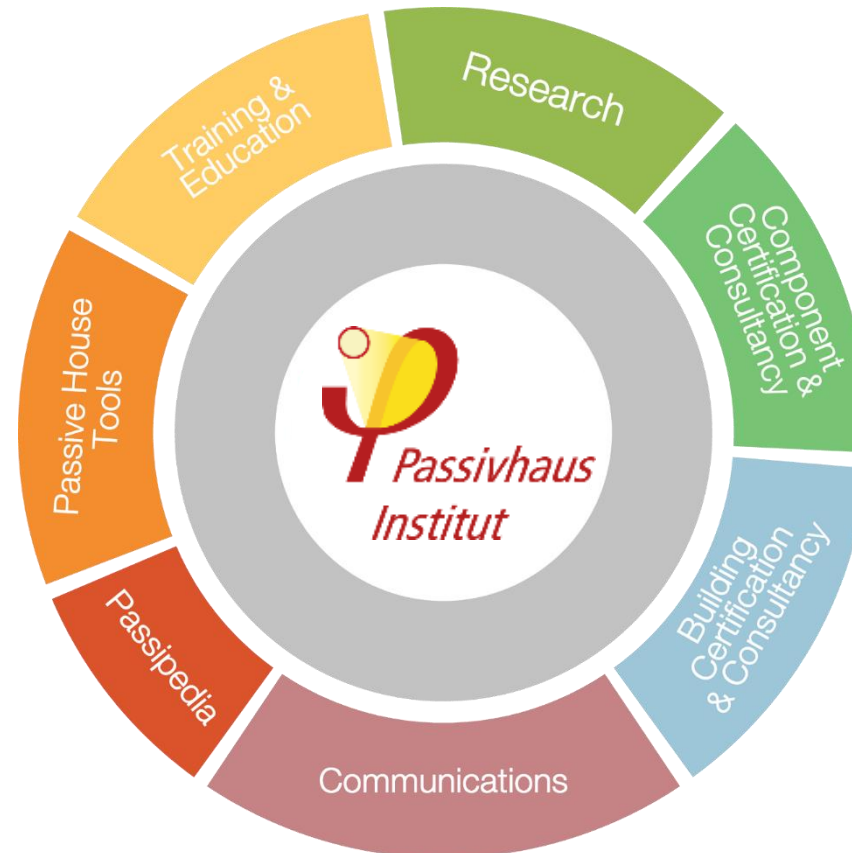 Research
Component
Certification &
Consultancy
Building
Certification
& Consultancy
Communications
Passipedia
Passive House
Tools
Training &
Education
Passivhaus
Institut